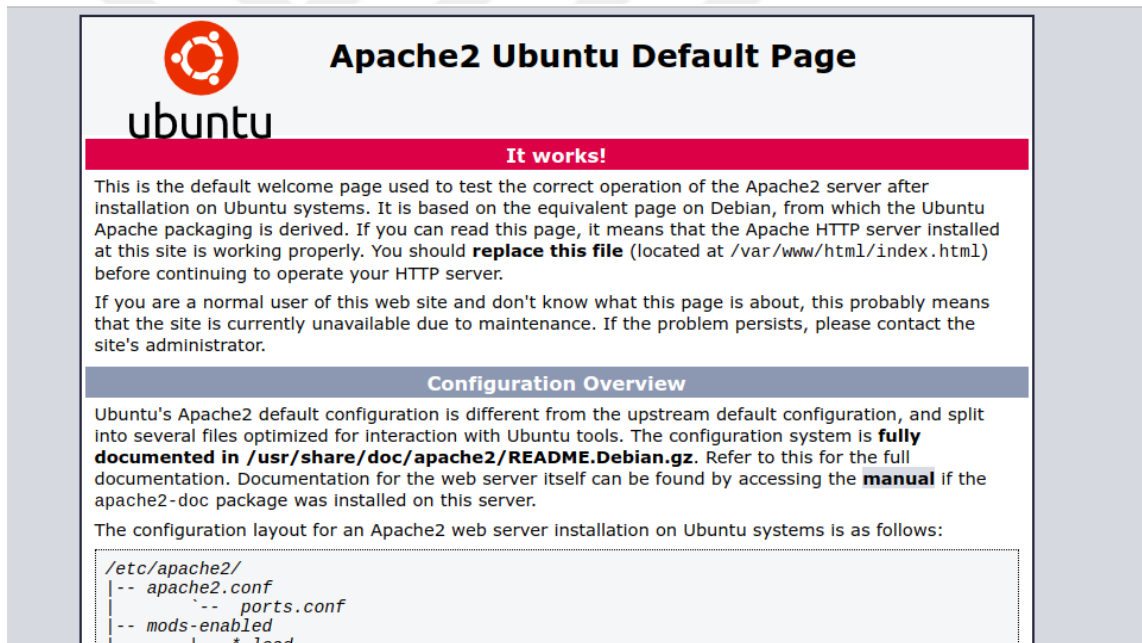 Apache2 Ubuntu Default Page
ubuntu
It works!
This is the default welcome page used to test the correct operation of the Apache2 server after
installation on Ubuntu systems. It is based on the equivalent page on Debian, from which the Ubuntu
Apache packaging is derived. If you can read this page, it means that the Apache HTTP server installed
at this site is working properly. You should replace this file (located at /var/www/html/index.html)
before continuing to operate your HTTP server.
If you are a normal user of this web site and don't know what this page is about, this probably means
that the site is currently unavailable due to maintenance. If the problem persists, please contact the
site's administrator.
Configuration Overview
Ubuntu's Apache2 default configuration is different from the upstream default configuration, and split
into several files optimized for interaction with Ubuntu tools. The configuration system is fully
documented in /usr/share/doc/apache2/README.Debian.gz. Refer to this for the full
documentation. Documentation for the web server itself can be found by accessing the manual if the
apache2-doc package was installed on this server.
The configuration layout for an Apache2 web server installation on Ubuntu systems is as follows:
/etc/apache2/
|-- apache2.conf
|       `--  ports.conf
|-- mods-enabled